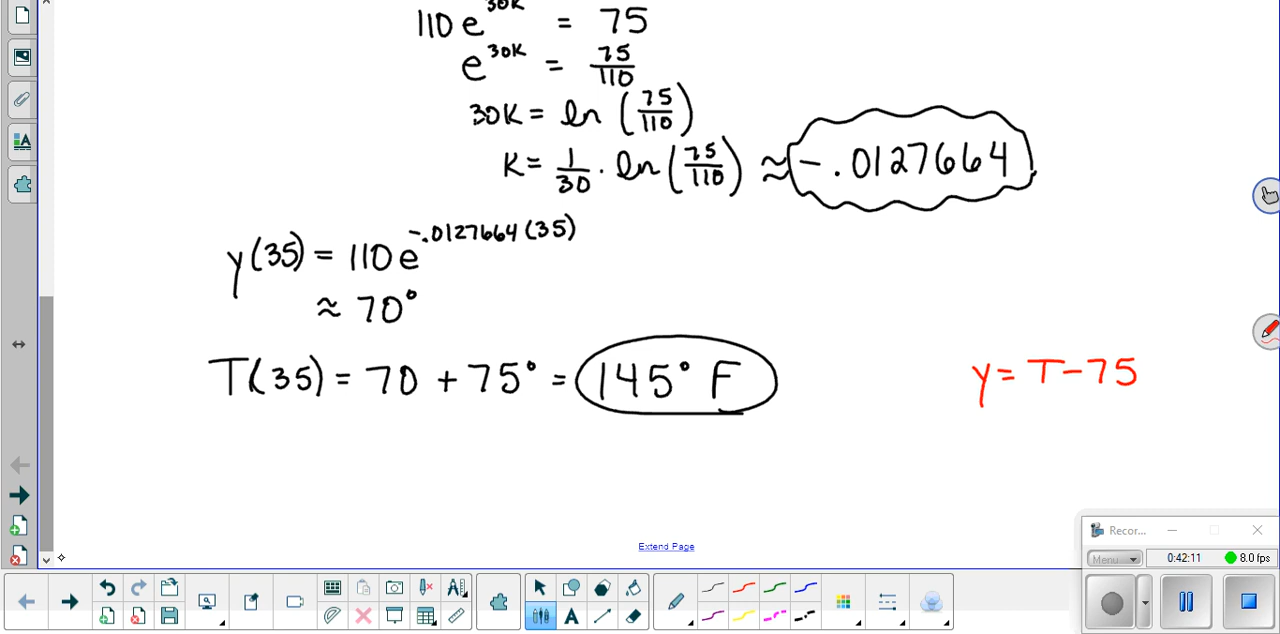 110 e^30K = 75
e^30K = 75/110
30K = ln (75/110)
K = 1/30 · ln (75/110) ≈ -.0127664
y(35) = 110 e^-.0127664(35)
≈ 70°
T(35) = 70 + 75° = 145° F
y = T - 75
Extend Page
Recor...
Menu
0:42:11
8.0 fps
A
A